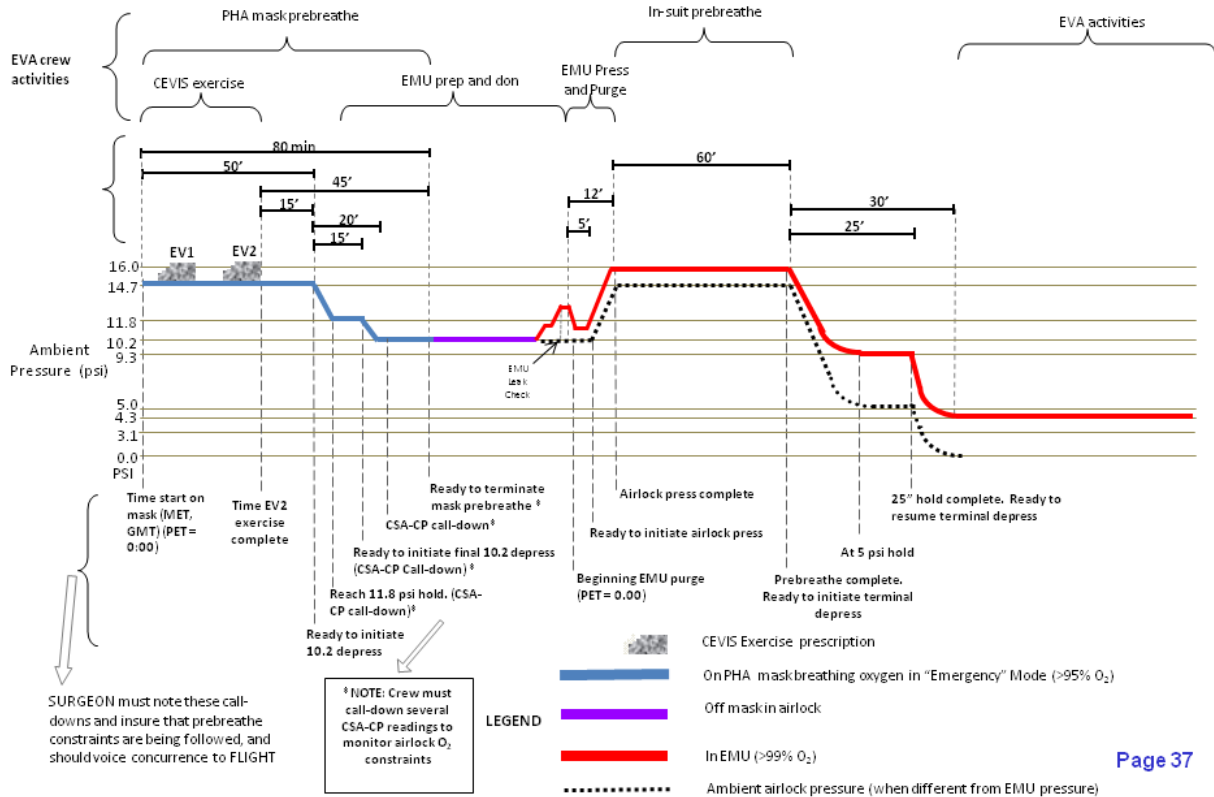 PHA mask prebreathe
In-suit prebreathe
EVA activities
EVA crew
activities
CEVIS exercise
EMU prep and don
EMU Press
and Purge
80 min
50’
45’
15’
20’
15’
12’
5’
60’
30’
25’
EV1
EV2
16.0
14.7
11.8
10.2
9.3
5.0
4.3
3.1
0.0
PSI
Ambient
Pressure (psi)
EMU
Leak
Check
Time start on
mask (MET,
GMT) (PET =
0:00)
Time EV2
exercise
complete
Ready to initiate
10.2 depress
Reach 11.8 psi hold. (CSA-
CP call-down)*
Ready to initiate final 10.2 depress
(CSA-CP Call-down) *
CSA-CP call-down*
Ready to terminate
mask prebreathe *
Beginning EMU purge
(PET = 0.00)
Ready to initiate airlock press
Airlock press complete
Prebreathe complete.
Ready to initiate terminal
depress
At 5 psi hold
25” hold complete. Ready to
resume terminal depress
SURGEON must note these call-
downs and insure that prebreathe
constraints are being followed, and
should voice concurrence to FLIGHT
* NOTE: Crew must
call-down several
CSA-CP readings to
monitor airlock O₂
constraints
LEGEND
CEVIS Exercise prescription
On PHA mask breathing oxygen in “Emergency” Mode (>95% O₂)
Off mask in airlock
In EMU (>99% O₂)
Ambient airlock pressure (when different from EMU pressure)
Page 37